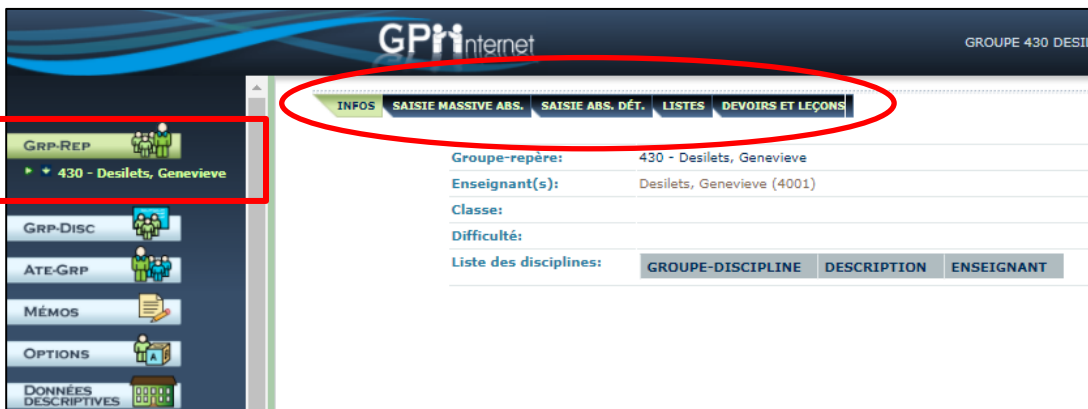 GPInternet
GROUPE 430 DESI
INFOS SAISIE MASSIVE ABS. SAISIE ABS. DÉT. LISTES DEVOIRS ET LEÇONS
GRP-REP
430 - Desilets, Genevieve
GRP-DISC
ATE-GRP
MÉMOS
OPTIONS
DONNÉES
DESCRIPTIVES
Groupe-repère: 430 - Desilets, Genevieve
Enseignant(s): Desilets, Genevieve (4001)
Classe:
Difficulté:
Liste des disciplines: GROUPE-DISCIPLINE DESCRIPTION ENSEIGNANT